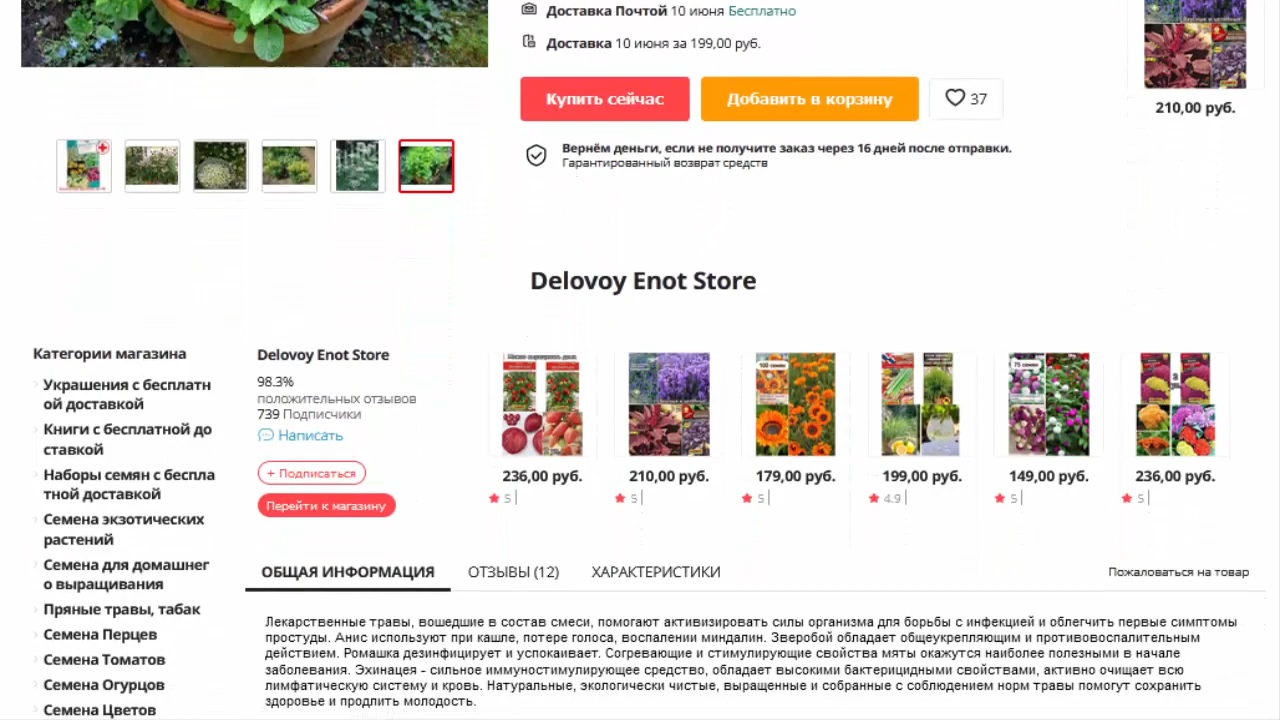 Доставка Почтой 10 июня Бесплатно
Доставка 10 июня за 199,00 руб.
Купить сейчас
Добавить в корзину
37
210,00 руб.
Вернём деньги, если не получите заказ через 16 дней после отправки.
Гарантированный возврат средств
Delovoy Enot Store
Категории магазина
Украшения с бесплатн
ой доставкой
Книги с бесплатной до
ставкой
Наборы семян с беспла
тной доставкой
Семена экзотических
растений
Семена для домашнег
о выращивания
Пряные травы, табак
Семена Перцев
Семена Томатов
Семена Огурцов
Семена Цветов
Delovoy Enot Store
98.3%
положительных отзывов
739 Подписчики
Написать
+ Подписаться
Перейти к магазину
100 семян
75 семян
236,00 руб.
210,00 руб.
179,00 руб.
199,00 руб.
149,00 руб.
236,00 руб.
5
5
5
4.9
5
5
ОБЩАЯ ИНФОРМАЦИЯ
ОТЗЫВЫ (12)
ХАРАКТЕРИСТИКИ
Пожаловаться на товар
Лекарственные травы, вошедшие в состав смеси, помогают активизировать силы организма для борьбы с инфекцией и облегчить первые симптомы
простуды. Анис используют при кашле, потере голоса, воспалении миндалин. Зверобой обладает общеукрепляющим и противовоспалительным
действием. Ромашка дезинфицирует и успокаивает. Согревающие и стимулирующие свойства мяты окажутся наиболее полезными в начале
заболевания. Эхинацея - сильное иммуностимулирующее средство, обладает высокими бактерицидными свойствами, активно очищает всю
лимфатическую систему и кровь. Натуральные, экологически чистые, выращенные и собранные с соблюдением норм травы помогут сохранить
здоровье и продлить молодость.